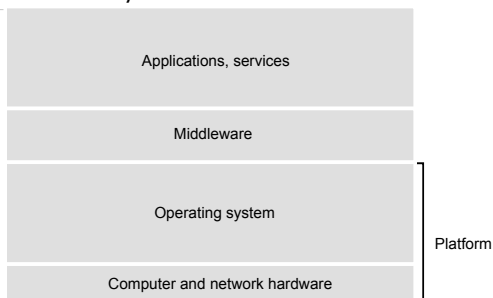 Applications, services
Middleware
Operating system
Platform
Computer and network hardware